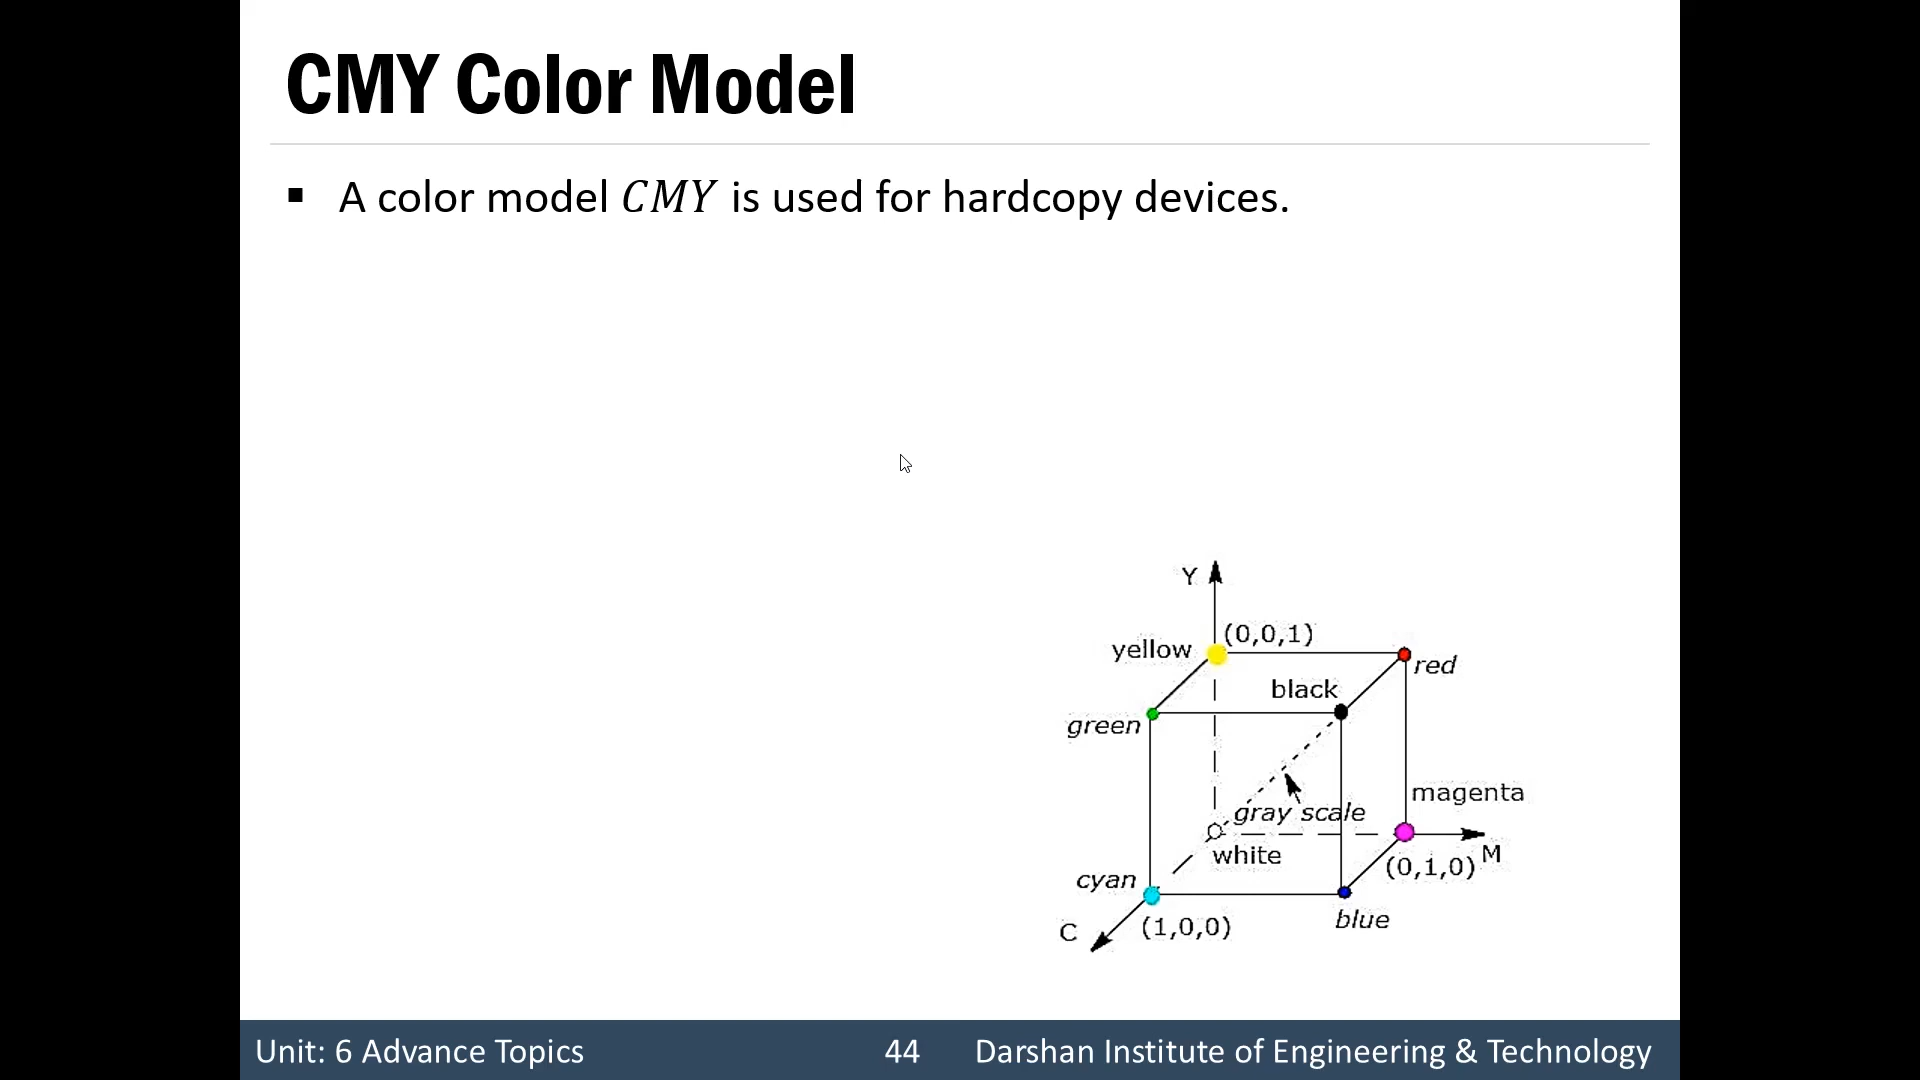 CMY Color Model
▪ A color model CMY is used for hardcopy devices.
Y
(0,0,1)
yellow
red
black
green
magenta
gray scale
white
M
(0,1,0)
cyan
blue
C
(1,0,0)
Unit: 6 Advance Topics 44 Darshan Institute of Engineering & Technology